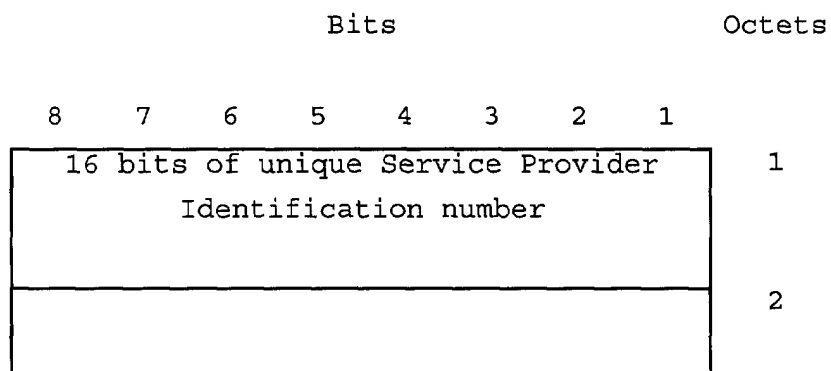 Bits Octets
8 7 6 5 4 3 2 1
16 bits of unique Service Provider 1
Identification number
2